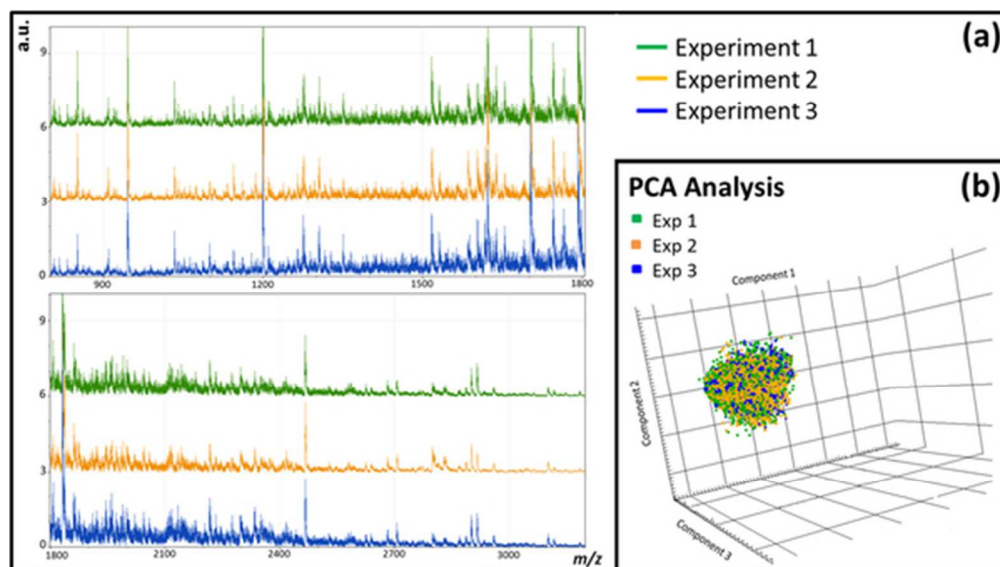 a.u.
9
6
3
0
900
1200
1500
1800
9
6
3
0
1800
2100
2400
2700
3000
m/z
Experiment 1
Experiment 2
Experiment 3
(a)
PCA Analysis
(b)
Exp 1
Exp 2
Exp 3
Component 1
Component 2
Component 3